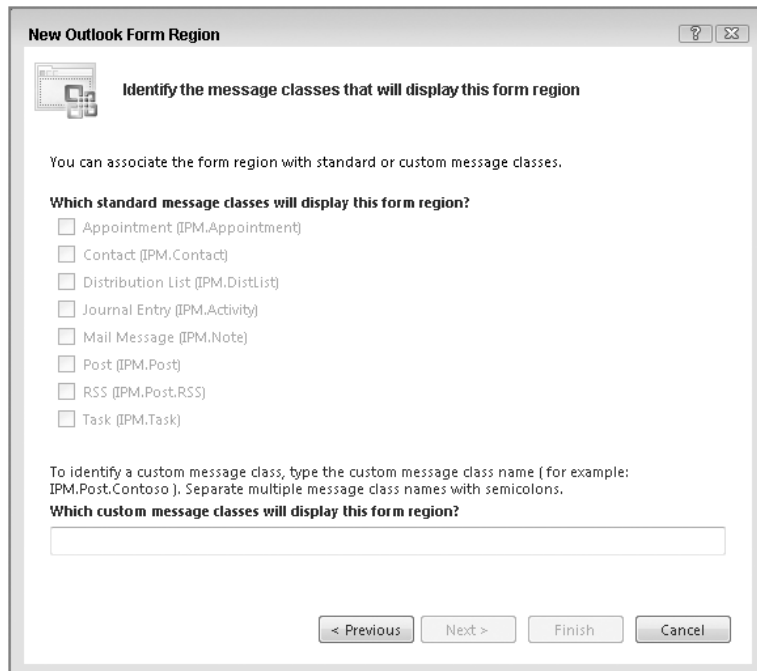 New Outlook Form Region
Identify the message classes that will display this form region
You can associate the form region with standard or custom message classes.
Which standard message classes will display this form region?
Appointment (IPM.Appointment)
Contact (IPM.Contact)
Distribution List (IPM.DistList)
Journal Entry (IPM.Activity)
Mail Message (IPM.Note)
Post (IPM.Post)
RSS (IPM.Post.RSS)
Task (IPM.Task)
To identify a custom message class, type the custom message class name ( for example:
IPM.Post.Contoso ). Separate multiple message class names with semicolons.
Which custom message classes will display this form region?
< Previous Next > Finish Cancel